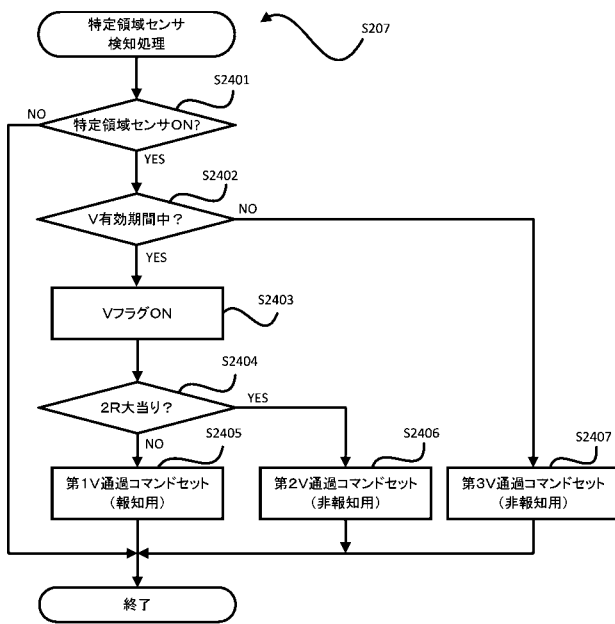 特定領域センサ
検知処理
S207
S2401
NO
特定領域センサON?
YES
S2402
V有効期間中？
NO
YES
VフラグON
S2403
S2404
2R大当り？
YES
NO
S2405
S2406
S2407
第1V通過コマンドセット
（報知用）
第2V通過コマンドセット
（非報知用）
第3V通過コマンドセット
（非報知用）
終了